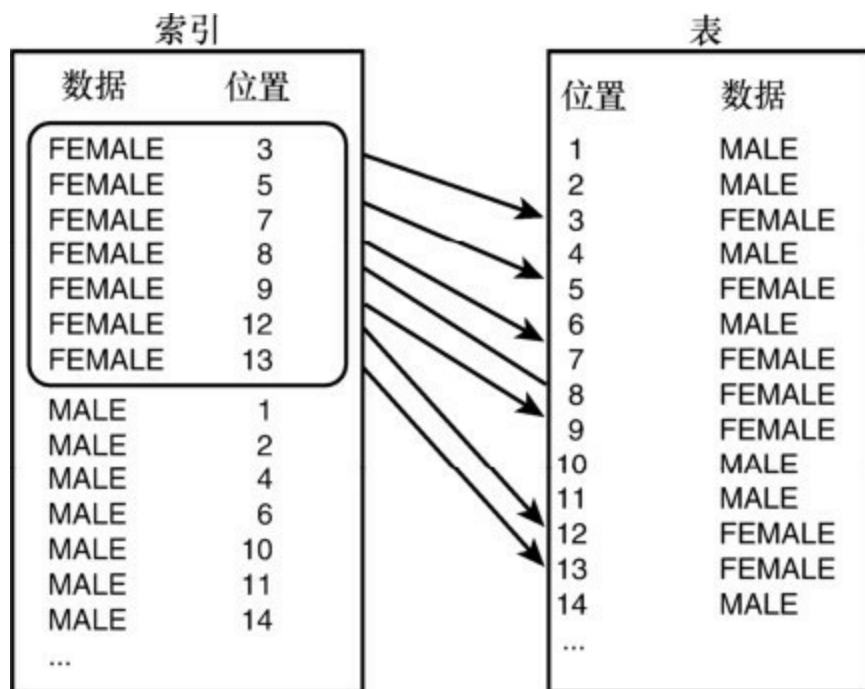 索引
数据 位置
FEMALE 3
FEMALE 5
FEMALE 7
FEMALE 8
FEMALE 9
FEMALE 12
FEMALE 13
MALE 1
MALE 2
MALE 4
MALE 6
MALE 10
MALE 11
MALE 14
...
表
位置 数据
1 MALE
2 MALE
3 FEMALE
4 MALE
5 FEMALE
6 MALE
7 FEMALE
8 FEMALE
9 FEMALE
10 MALE
11 MALE
12 FEMALE
13 FEMALE
14 MALE
...